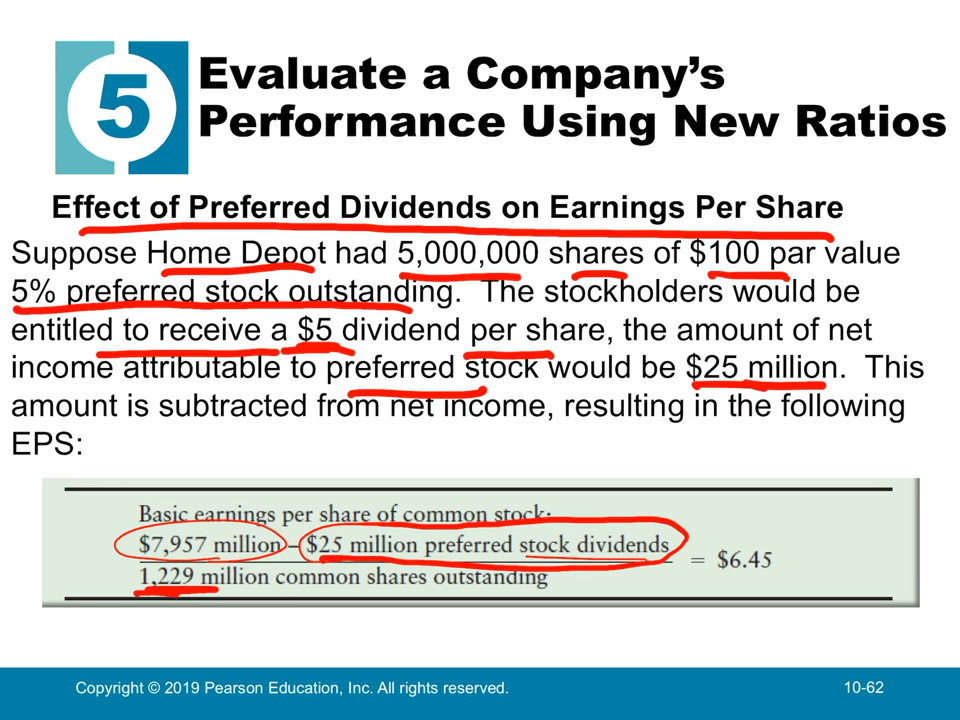 5
Evaluate a Company’s
Performance Using New Ratios
Effect of Preferred Dividends on Earnings Per Share
Suppose Home Depot had 5,000,000 shares of $100 par value
5% preferred stock outstanding.  The stockholders would be
entitled to receive a $5 dividend per share, the amount of net
income attributable to preferred stock would be $25 million.  This
amount is subtracted from net income, resulting in the following
EPS:
Basic earnings per share of common stock:
$7,957 million – $25 million preferred stock dividends
= $6.45
1,229 million common shares outstanding
Copyright © 2019 Pearson Education, Inc. All rights reserved.
10-62